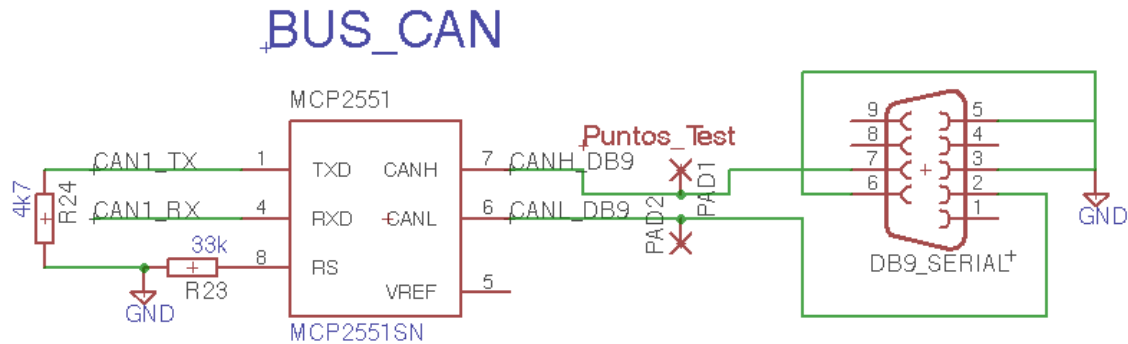 BUS_CAN
MCP2551
Puntos_Test
CAN1_TX
1
TXD
CANH
7
CANH_DB9
PAD1
4k7
R24
CAN1_RX
4
RXD
CANL
6
CANL_DB9
PAD2
33k
R23
8
RS
VREF
5
GND
MCP2551SN
9
8
7
6
5
4
3
2
1
DB9_SERIAL
GND